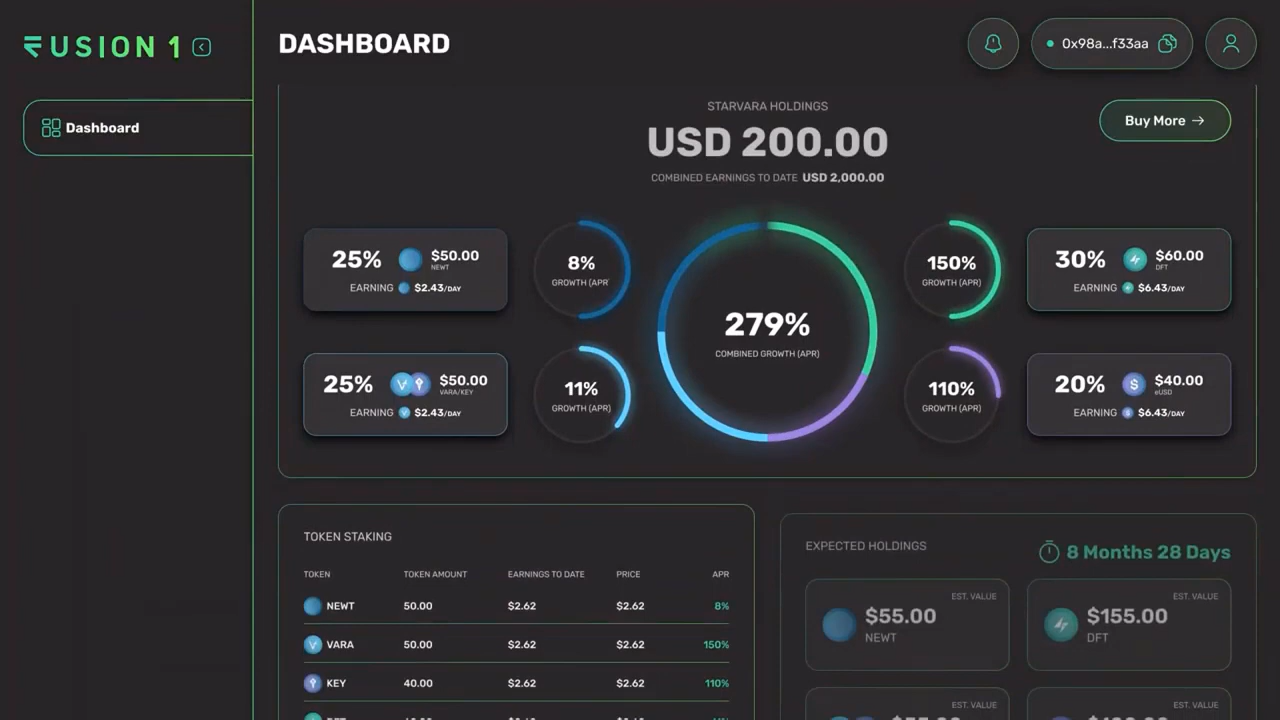 FUSION 1
DASHBOARD
0x98a...f33aa
Dashboard
STARVARA HOLDINGS
USD 200.00
COMBINED EARNINGS TO DATE USD 2,000.00
Buy More →
25% $50.00
NEWT
EARNING $2.43/DAY
8%
GROWTH (APR
25% $50.00
VARA/KEY
EARNING $2.43/DAY
11%
GROWTH (APR)
279%
COMBINED GROWTH (APR)
150%
GROWTH (APR)
30% $60.00
DFT
EARNING $6.43/DAY
110%
GROWTH (APR)
20% $40.00
eUSD
EARNING $6.43/DAY
TOKEN STAKING
TOKEN TOKEN AMOUNT EARNINGS TO DATE PRICE APR
NEWT 50.00 $2.62 $2.62 8%
VARA 50.00 $2.62 $2.62 150%
KEY 40.00 $2.62 $2.62 110%
EXPECTED HOLDINGS
8 Months 28 Days
EST. VALUE
$55.00
NEWT
EST. VALUE
$155.00
DFT
EST. VALUE
EST. VALUE